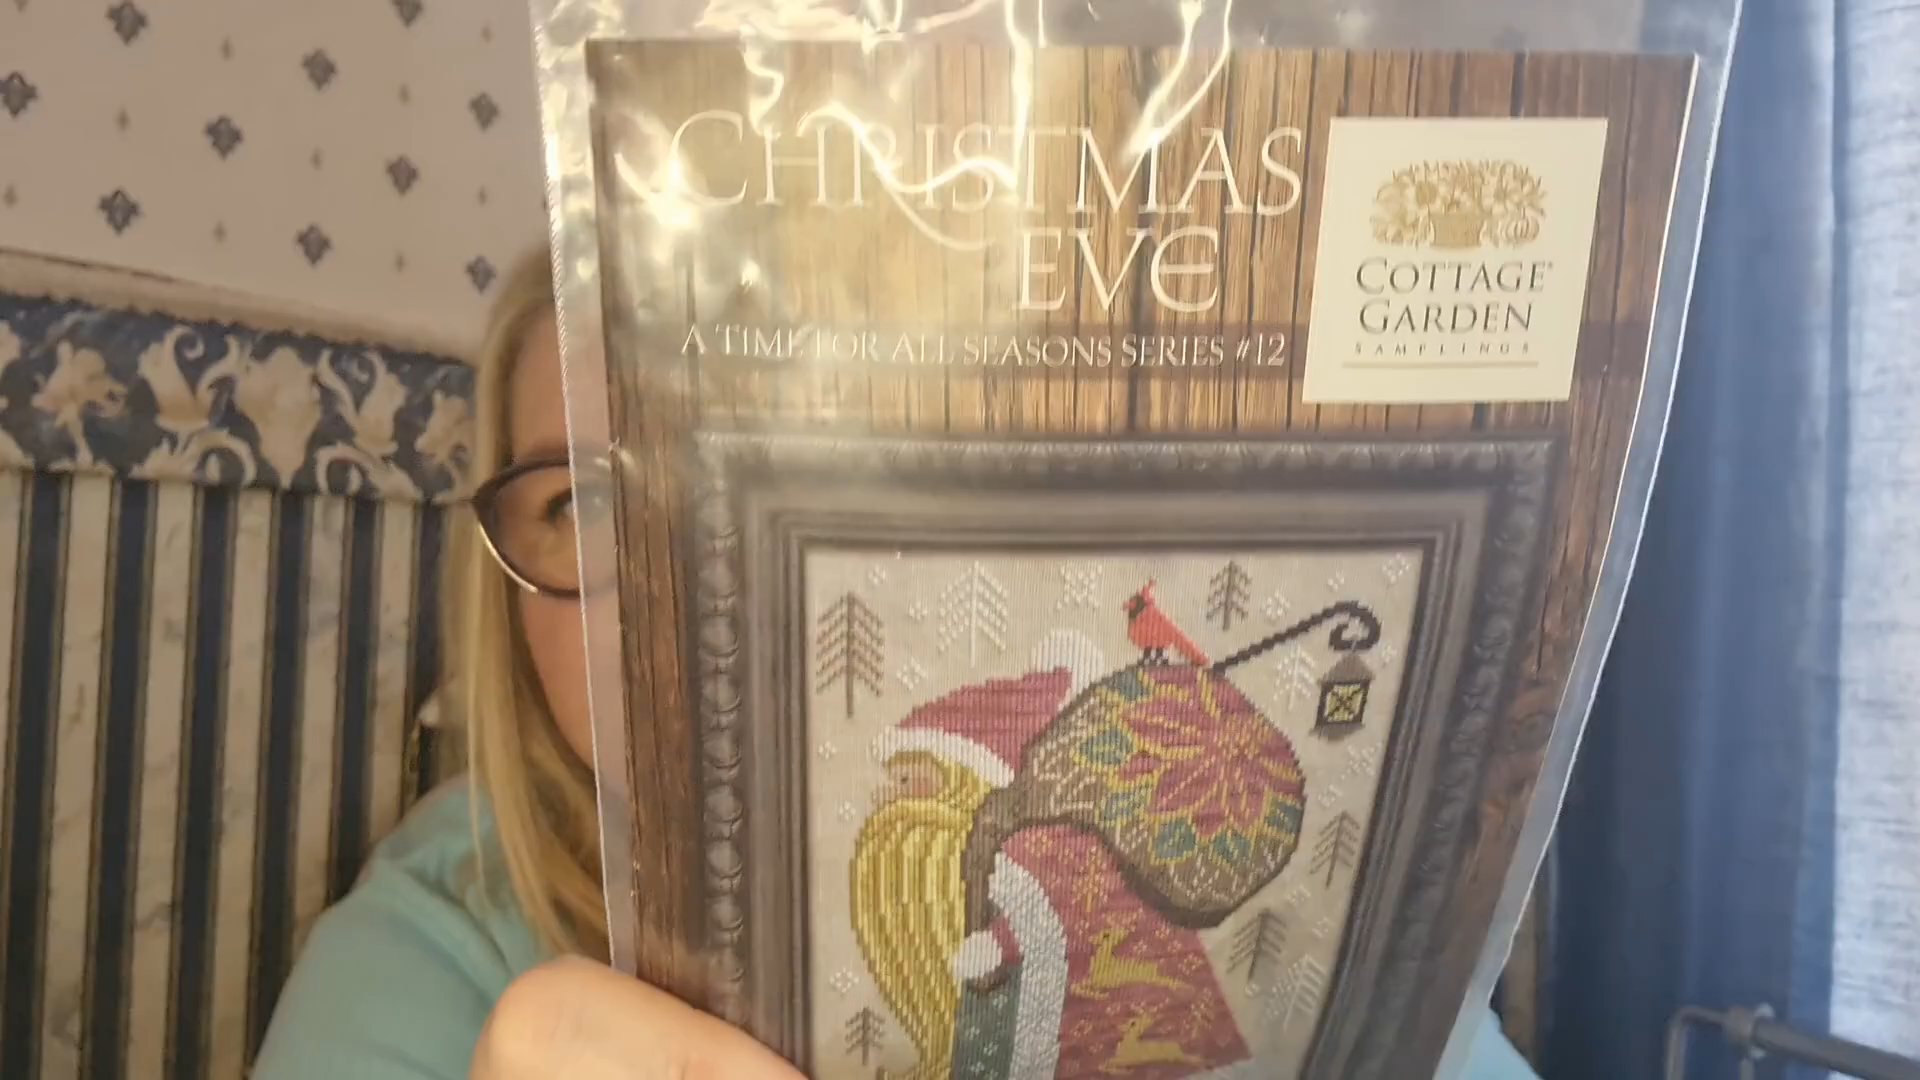 CHRISTMAS
EVE
A TIME FOR ALL SEASONS SERIES #12
COTTAGE
GARDEN
SAMPLINGS